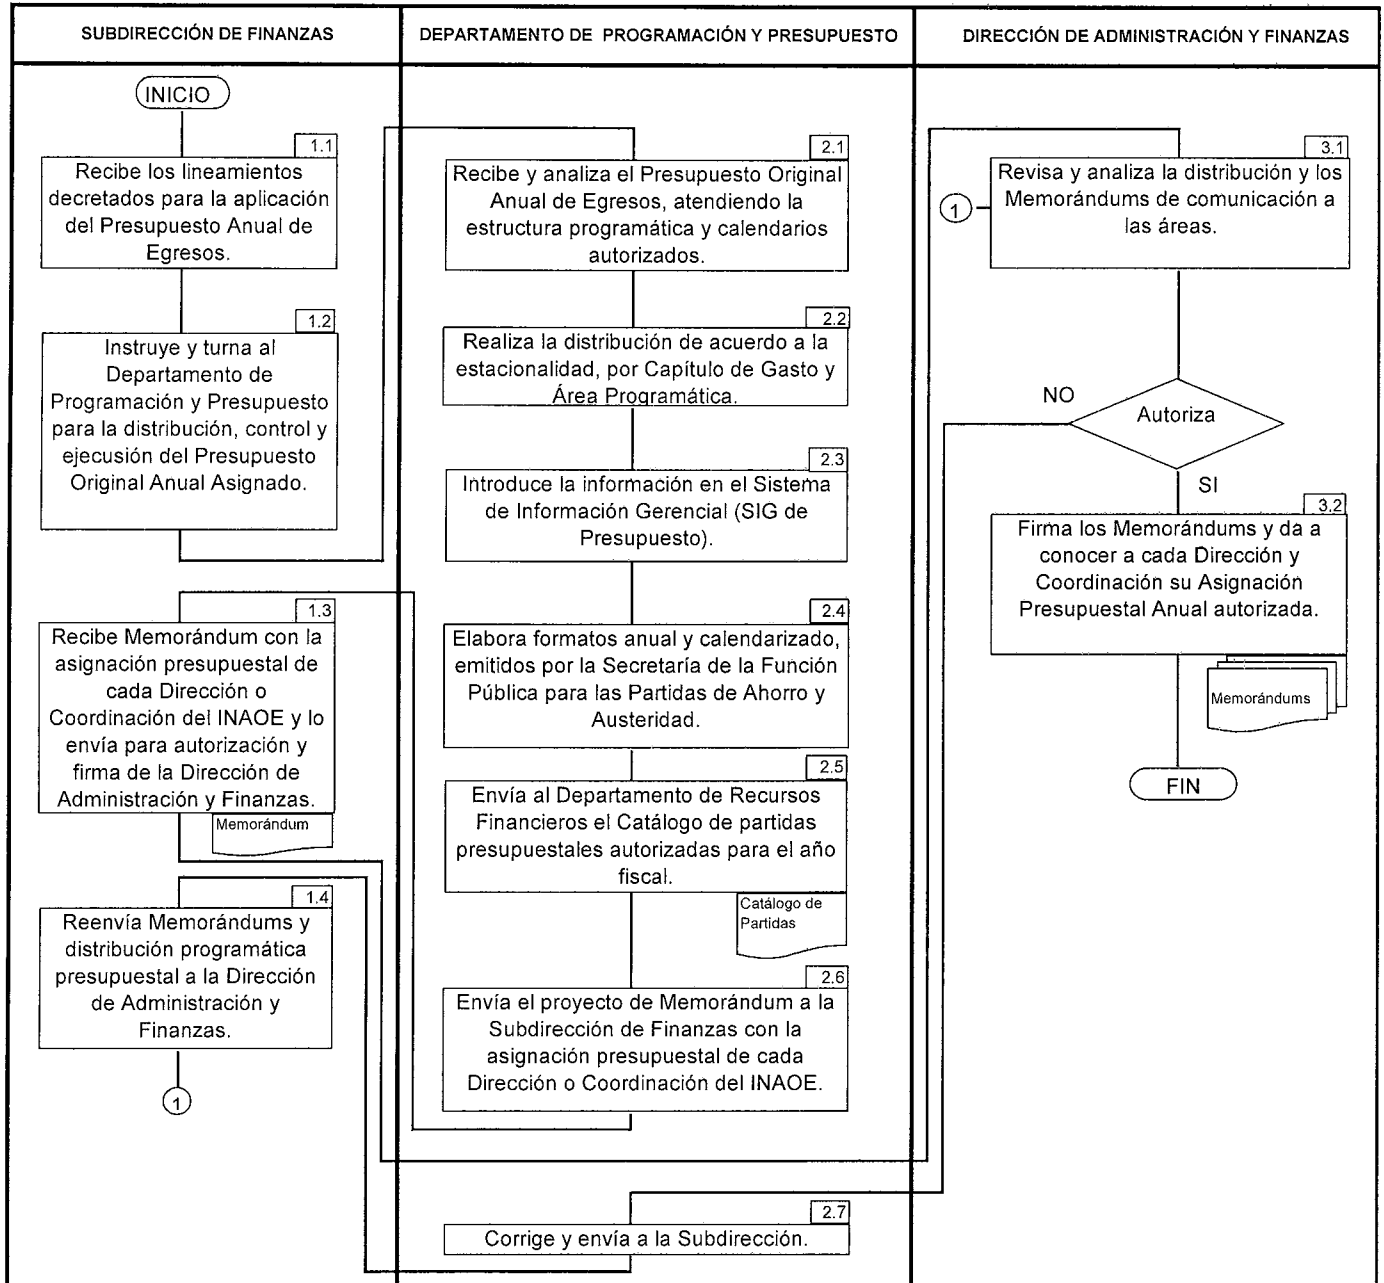 SUBDIRECCIÓN DE FINANZAS
DEPARTAMENTO DE PROGRAMACIÓN Y PRESUPUESTO
DIRECCIÓN DE ADMINISTRACIÓN Y FINANZAS
INICIO
1.1
Recibe los lineamientos
decretados para la aplicación
del Presupuesto Anual de
Egresos.
1.2
Instruye y turna al
Departamento de
Programación y Presupuesto
para la distribución, control y
ejecusión del Presupuesto
Original Anual Asignado.
1.3
Recibe Memorándum con la
asignación presupuestal de
cada Dirección o
Coordinación del INAOE y lo
envía para autorización y
firma de la Dirección de
Administración y Finanzas.
Memorándum
1.4
Reenvía Memorándums y
distribución programática
presupuestal a la Dirección
de Administración y
Finanzas.
1
2.1
Recibe y analiza el Presupuesto Original
Anual de Egresos, atendiendo la
estructura programática y calendarios
autorizados.
2.2
Realiza la distribución de acuerdo a la
estacionalidad, por Capítulo de Gasto y
Área Programática.
2.3
Introduce la información en el Sistema
de Información Gerencial (SIG de
Presupuesto).
2.4
Elabora formatos anual y calendarizado,
emitidos por la Secretaría de la Función
Pública para las Partidas de Ahorro y
Austeridad.
2.5
Envía al Departamento de Recursos
Financieros el Catálogo de partidas
presupuestales autorizadas para el año
fiscal.
Catálogo de
Partidas
2.6
Envía el proyecto de Memorándum a la
Subdirección de Finanzas con la
asignación presupuestal de cada
Dirección o Coordinación del INAOE.
2.7
Corrige y envía a la Subdirección.
3.1
Revisa y analiza la distribución y los
Memorándums de comunicación a
las áreas.
1
NO
Autoriza
SI
3.2
Firma los Memorándums y da a
conocer a cada Dirección y
Coordinación su Asignación
Presupuestal Anual autorizada.
Memorándums
FIN